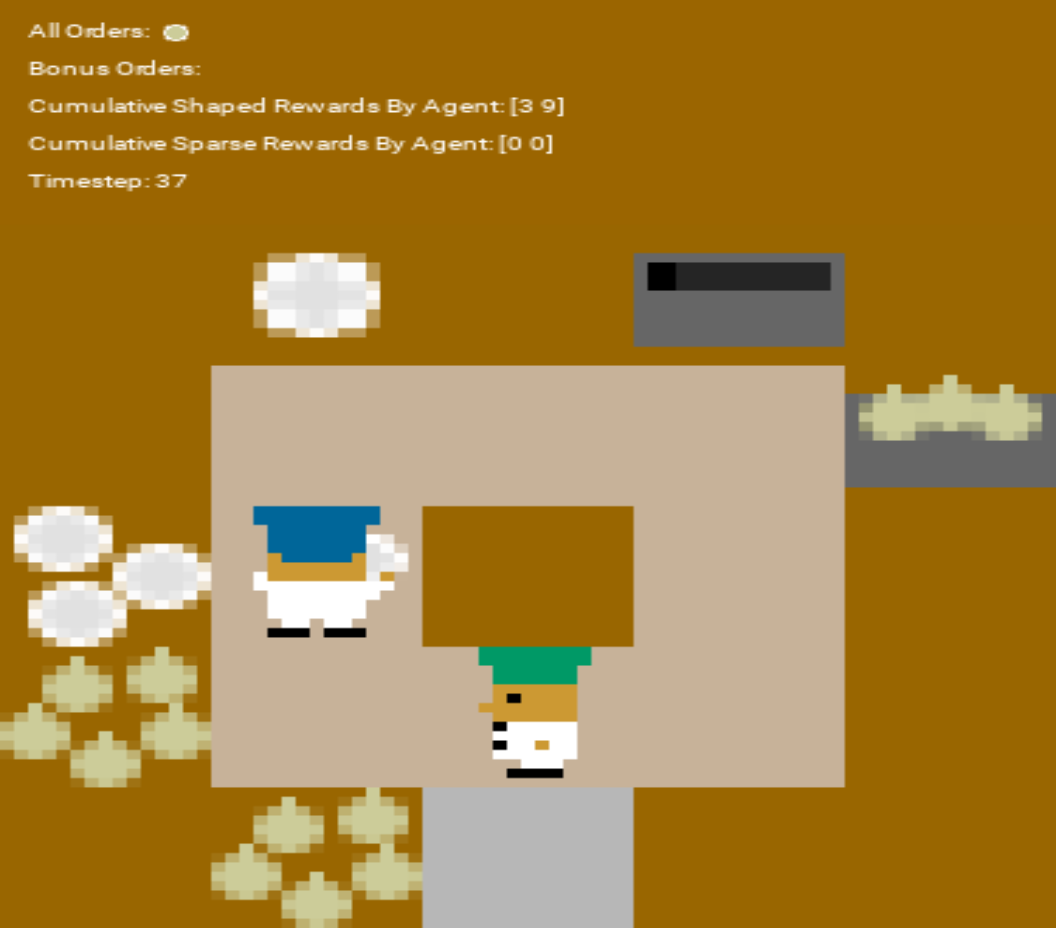 All Orders:
Bonus Orders:
Cumulative Shaped Rewards By Agent: [3 9]
Cumulative Sparse Rewards By Agent: [0 0]
Timestep: 37